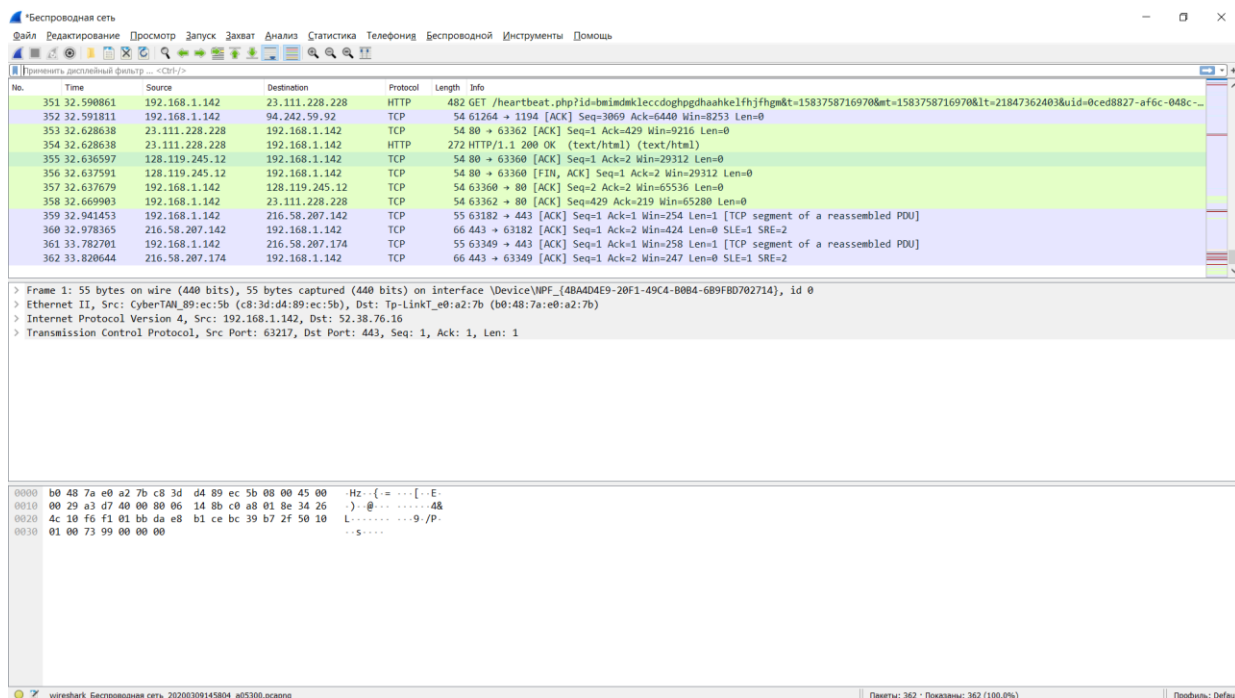 *Беспроводная сеть
Файл Редактирование Просмотр Запуск Захват Анализ Статистика Телефония Беспроводной Инструменты Помощь
Применить дисплейный фильтр ... <Ctrl-/>
No. Time Source Destination Protocol Length Info
351 32.590861 192.168.1.142 23.111.228.228 HTTP 482 GET /heartbeat.php?id=bmimdmkleccdoghpgdhaahkelfhjfhgm&t=1583758716970&mt=1583758716970&lt=21847362403&uid=0ced8827-af6c-048c-…
352 32.591811 192.168.1.142 94.242.59.92 TCP 54 61264 → 1194 [ACK] Seq=3069 Ack=6440 Win=8253 Len=0
353 32.628638 23.111.228.228 192.168.1.142 TCP 54 80 → 63362 [ACK] Seq=1 Ack=429 Win=9216 Len=0
354 32.628638 23.111.228.228 192.168.1.142 HTTP 272 HTTP/1.1 200 OK (text/html) (text/html)
355 32.636597 128.119.245.12 192.168.1.142 TCP 54 80 → 63360 [ACK] Seq=1 Ack=2 Win=29312 Len=0
356 32.637591 128.119.245.12 192.168.1.142 TCP 54 80 → 63360 [FIN, ACK] Seq=1 Ack=2 Win=29312 Len=0
357 32.637679 192.168.1.142 128.119.245.12 TCP 54 63360 → 80 [ACK] Seq=2 Ack=2 Win=65536 Len=0
358 32.669903 192.168.1.142 23.111.228.228 TCP 54 63362 → 80 [ACK] Seq=429 Ack=219 Win=65280 Len=0
359 32.941453 192.168.1.142 216.58.207.142 TCP 55 63182 → 443 [ACK] Seq=1 Ack=1 Win=254 Len=1 [TCP segment of a reassembled PDU]
360 32.978365 216.58.207.142 192.168.1.142 TCP 66 443 → 63182 [ACK] Seq=1 Ack=2 Win=424 Len=0 SLE=1 SRE=2
361 33.782701 192.168.1.142 216.58.207.174 TCP 55 63349 → 443 [ACK] Seq=1 Ack=1 Win=258 Len=1 [TCP segment of a reassembled PDU]
362 33.820644 216.58.207.174 192.168.1.142 TCP 66 443 → 63349 [ACK] Seq=1 Ack=2 Win=247 Len=0 SLE=1 SRE=2
> Frame 1: 55 bytes on wire (440 bits), 55 bytes captured (440 bits) on interface \Device\NPF_{4BA4D4E9-20F1-49C4-B0B4-6B9FBD702714}, id 0
> Ethernet II, Src: CyberTAN_89:ec:5b (c8:3d:d4:89:ec:5b), Dst: Tp-LinkT_e0:a2:7b (b0:48:7a:e0:a2:7b)
> Internet Protocol Version 4, Src: 192.168.1.142, Dst: 52.38.76.16
> Transmission Control Protocol, Src Port: 63217, Dst Port: 443, Seq: 1, Ack: 1, Len: 1
0000 b0 48 7a e0 a2 7b c8 3d d4 89 ec 5b 08 00 45 00 ·Hz··{·= ···[··E·
0010 00 29 a3 d7 40 00 80 06 14 8b c0 a8 01 8e 34 26 ·)··@··· ······4&
0020 4c 10 f6 f1 01 bb da e8 b1 ce bc 39 b7 2f 50 10 L······· ···9·/P·
0030 01 00 73 99 00 00 00 ··s····
wireshark_Беспроводная сеть_20200309145804_a05300.pcapng Пакеты: 362 · Показаны: 362 (100.0%) Профиль: Defau